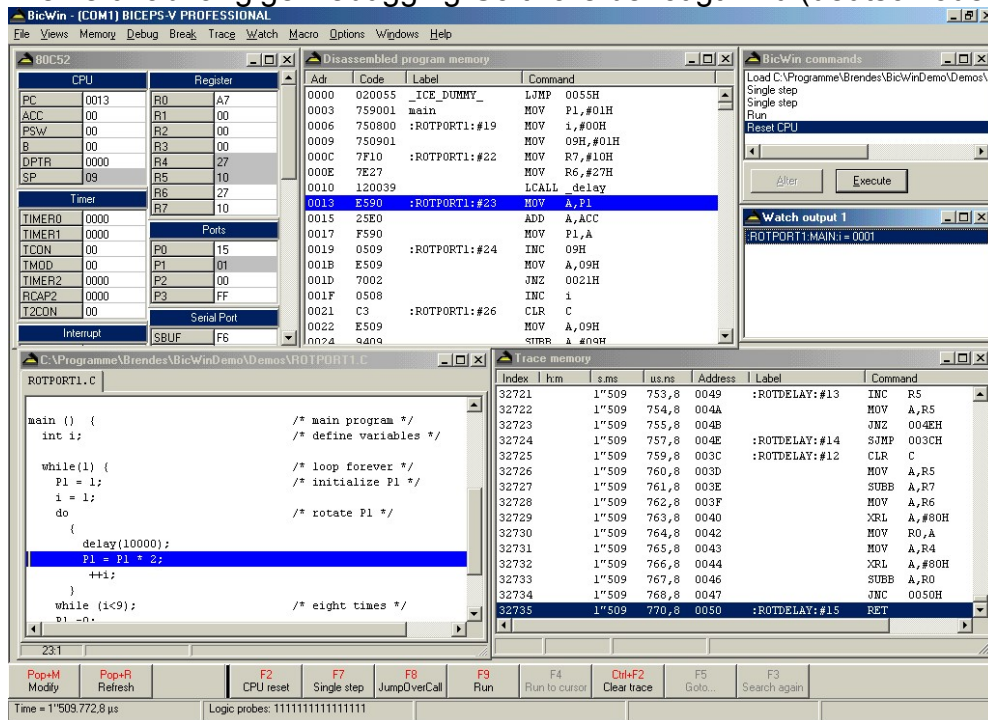 BicWin - (COM1) BICEPS-V PROFESSIONAL
File Views Memory Debug Break Trace Watch Macro Options Windows Help
80C52
CPU
PC 0013
ACC 00
PSW 00
B 00
DPTR 0000
SP 09
Timer
TIMER0 0000
TIMER1 0000
TCON 00
TMOD 00
TIMER2 0000
RCAP2 0000
T2CON 00
Interrupt
Register
R0 A7
R1 00
R2 00
R3 00
R4 27
R5 10
R6 27
R7 10
Ports
P0 15
P1 01
P2 00
P3 FF
Serial Port
SBUF F6
Disassembled program memory
Adr Code Label Command
0000 020055 _ICE_DUMMY_ LJMP 0055H
0003 759001 main MOV P1,#01H
0006 750800 :ROTPORT1:#19 MOV i,#00H
0009 750901 MOV 09H,#01H
000C 7F10 :ROTPORT1:#22 MOV R7,#10H
000E 7E27 MOV R6,#27H
0010 120039 LCALL _delay
0013 E590 :ROTPORT1:#23 MOV A,P1
0015 25E0 ADD A,ACC
0017 F590 MOV P1,A
0019 0509 :ROTPORT1:#24 INC 09H
001B E509 MOV A,09H
001D 7002 JNZ 0021H
001F 0508 INC i
0021 C3 :ROTPORT1:#26 CLR C
0022 E509 MOV A,09H
0024 9409 SUBB A,#09H
BicWin commands
Load C:\Programme\Brendes\BicWinDemo\Demos\
Single step
Single step
Run
Reset CPU
Alter Execute
Watch output 1
:ROTPORT1:MAIN:i = 0001
C:\Programme\Brendes\BicWinDemo\Demos\ROTPORT1.C
ROTPORT1.C
main () { /* main program */
int i; /* define variables */
while(1) { /* loop forever */
P1 = 1; /* initialize P1 */
i = 1;
do /* rotate P1 */
{
delay(10000);
P1 = P1 * 2;
++i;
}
while (i<9); /* eight times */
P1 =0;
23:1
Trace memory
Index h:m s.ms us.ns Address Label Command
32721 1"509 753,8 0049 :ROTDELAY:#13 INC R5
32722 1"509 754,8 004A MOV A,R5
32723 1"509 755,8 004B JNZ 004EH
32724 1"509 757,8 004E :ROTDELAY:#14 SJMP 003CH
32725 1"509 759,8 003C :ROTDELAY:#12 CLR C
32726 1"509 760,8 003D MOV A,R5
32727 1"509 761,8 003E SUBB A,R7
32728 1"509 762,8 003F MOV A,R6
32729 1"509 763,8 0040 XRL A,#80H
32730 1"509 764,8 0042 MOV R0,A
32731 1"509 765,8 0043 MOV A,R4
32732 1"509 766,8 0044 XRL A,#80H
32733 1"509 767,8 0046 SUBB A,R0
32734 1"509 768,8 0047 JNC 0050H
32735 1"509 770,8 0050 :ROTDELAY:#15 RET
Pop+M Pop+R F2 F7 F8 F9 F4 Ctrl+F2 F5 F3
Modify Refresh CPU reset Single step JumpOverCall Run Run to cursor Clear trace Goto... Search again
Time = 1"509.772,8 µs Logic probes: 1111111111111111